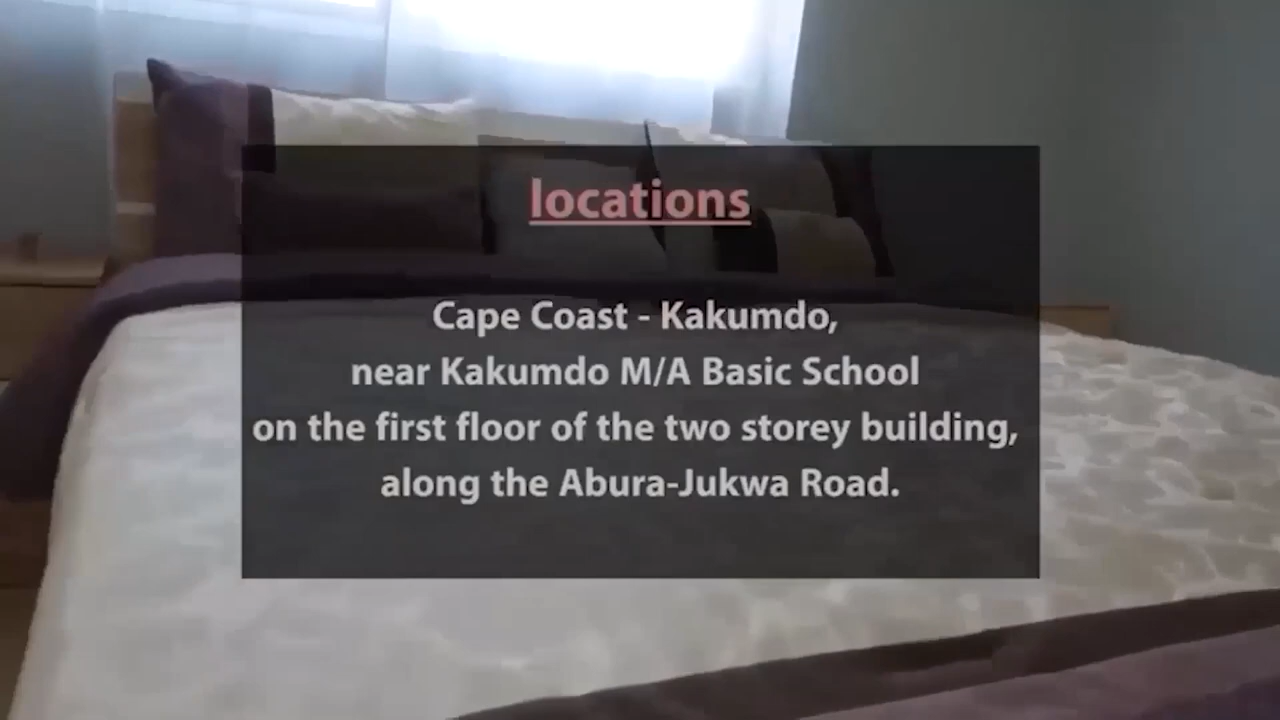 locations
Cape Coast - Kakumdo,
near Kakumdo M/A Basic School
on the first floor of the two storey building,
along the Abura-Jukwa Road.